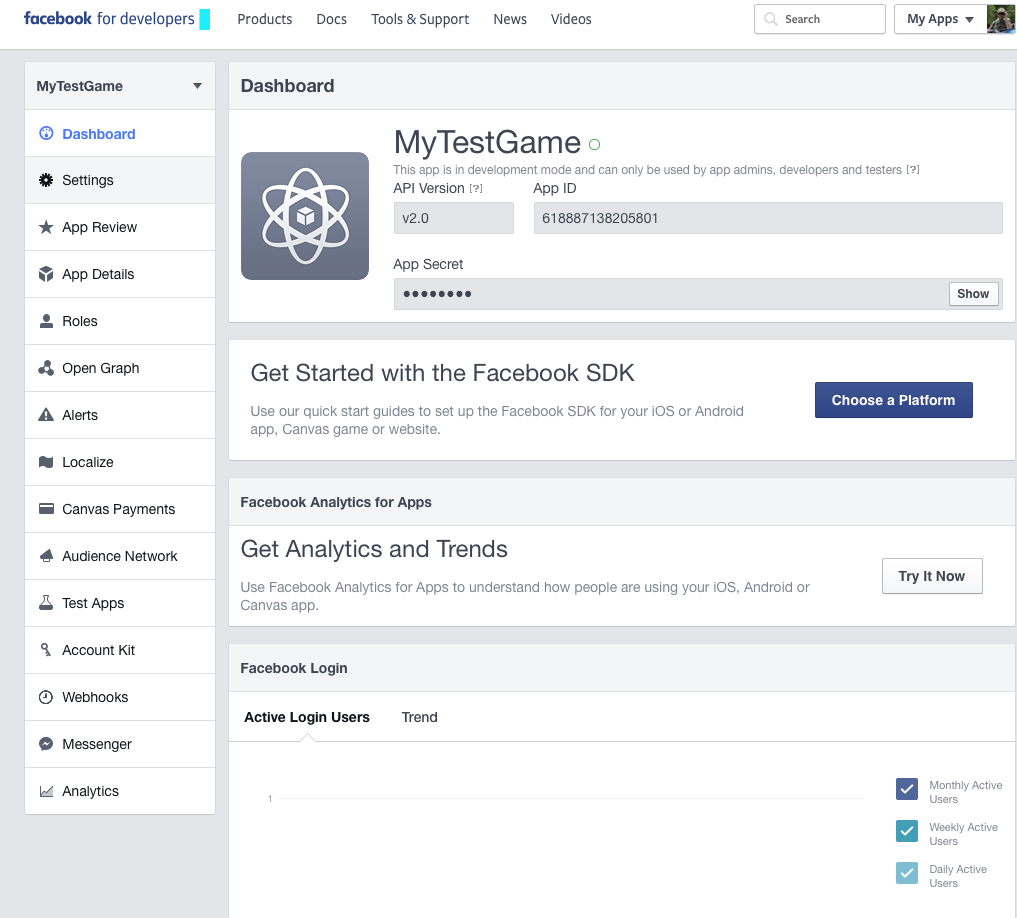 facebook for developers
Products
Docs
Tools & Support
News
Videos
Search
My Apps
MyTestGame
Dashboard
Settings
App Review
App Details
Roles
Open Graph
Alerts
Localize
Canvas Payments
Audience Network
Test Apps
Account Kit
Webhooks
Messenger
Analytics
Dashboard
MyTestGame
This app is in development mode and can only be used by app admins, developers and testers [?]
API Version [?]
App ID
v2.0
618887138205801
App Secret
●●●●●●●●
Show
Get Started with the Facebook SDK
Use our quick start guides to set up the Facebook SDK for your iOS or Android
app, Canvas game or website.
Choose a Platform
Facebook Analytics for Apps
Get Analytics and Trends
Use Facebook Analytics for Apps to understand how people are using your iOS, Android or
Canvas app.
Try It Now
Facebook Login
Active Login Users
Trend
1
Monthly Active
Users
Weekly Active
Users
Daily Active
Users